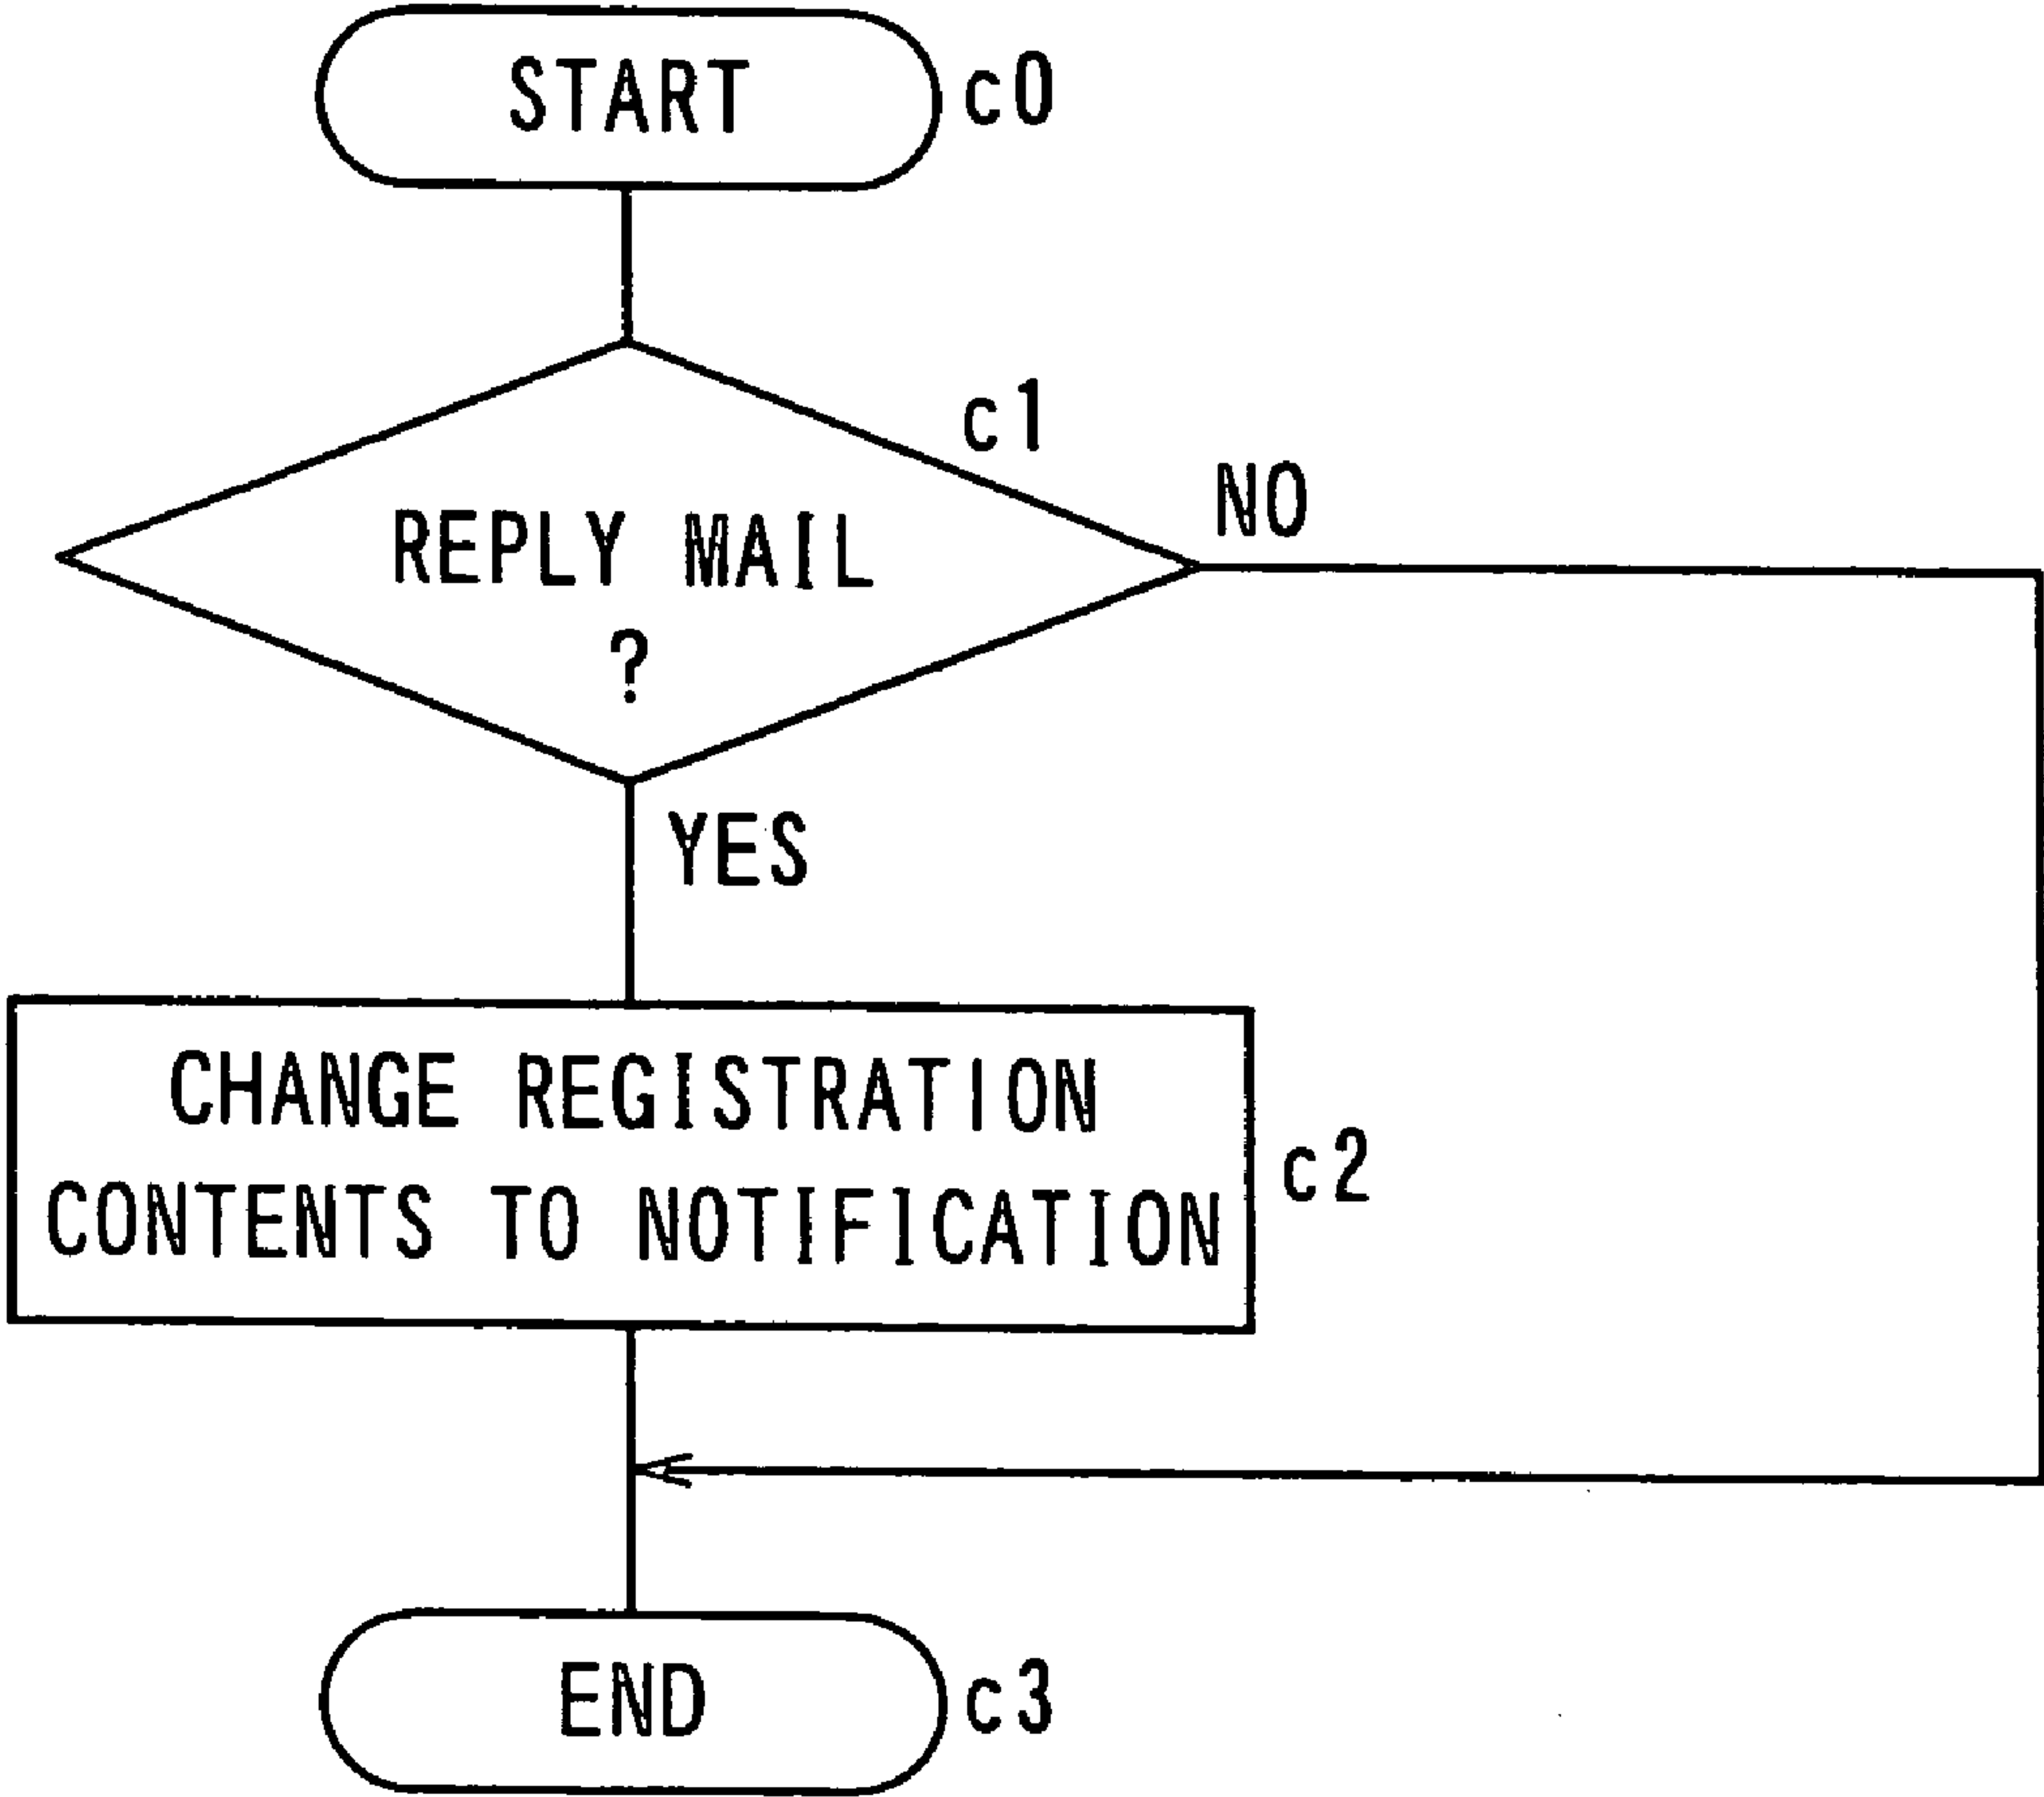 START
c0
c1
NO
REPLY MAIL
?
YES
CHANGE REGISTRATION
CONTENTS TO NOTIFICATION
c2
END
c3